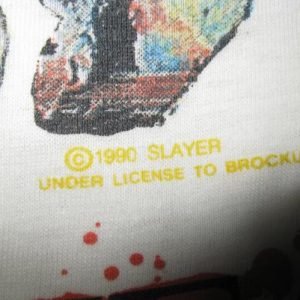 ©1990 SLAYER
UNDER LICENSE TO BROCKU